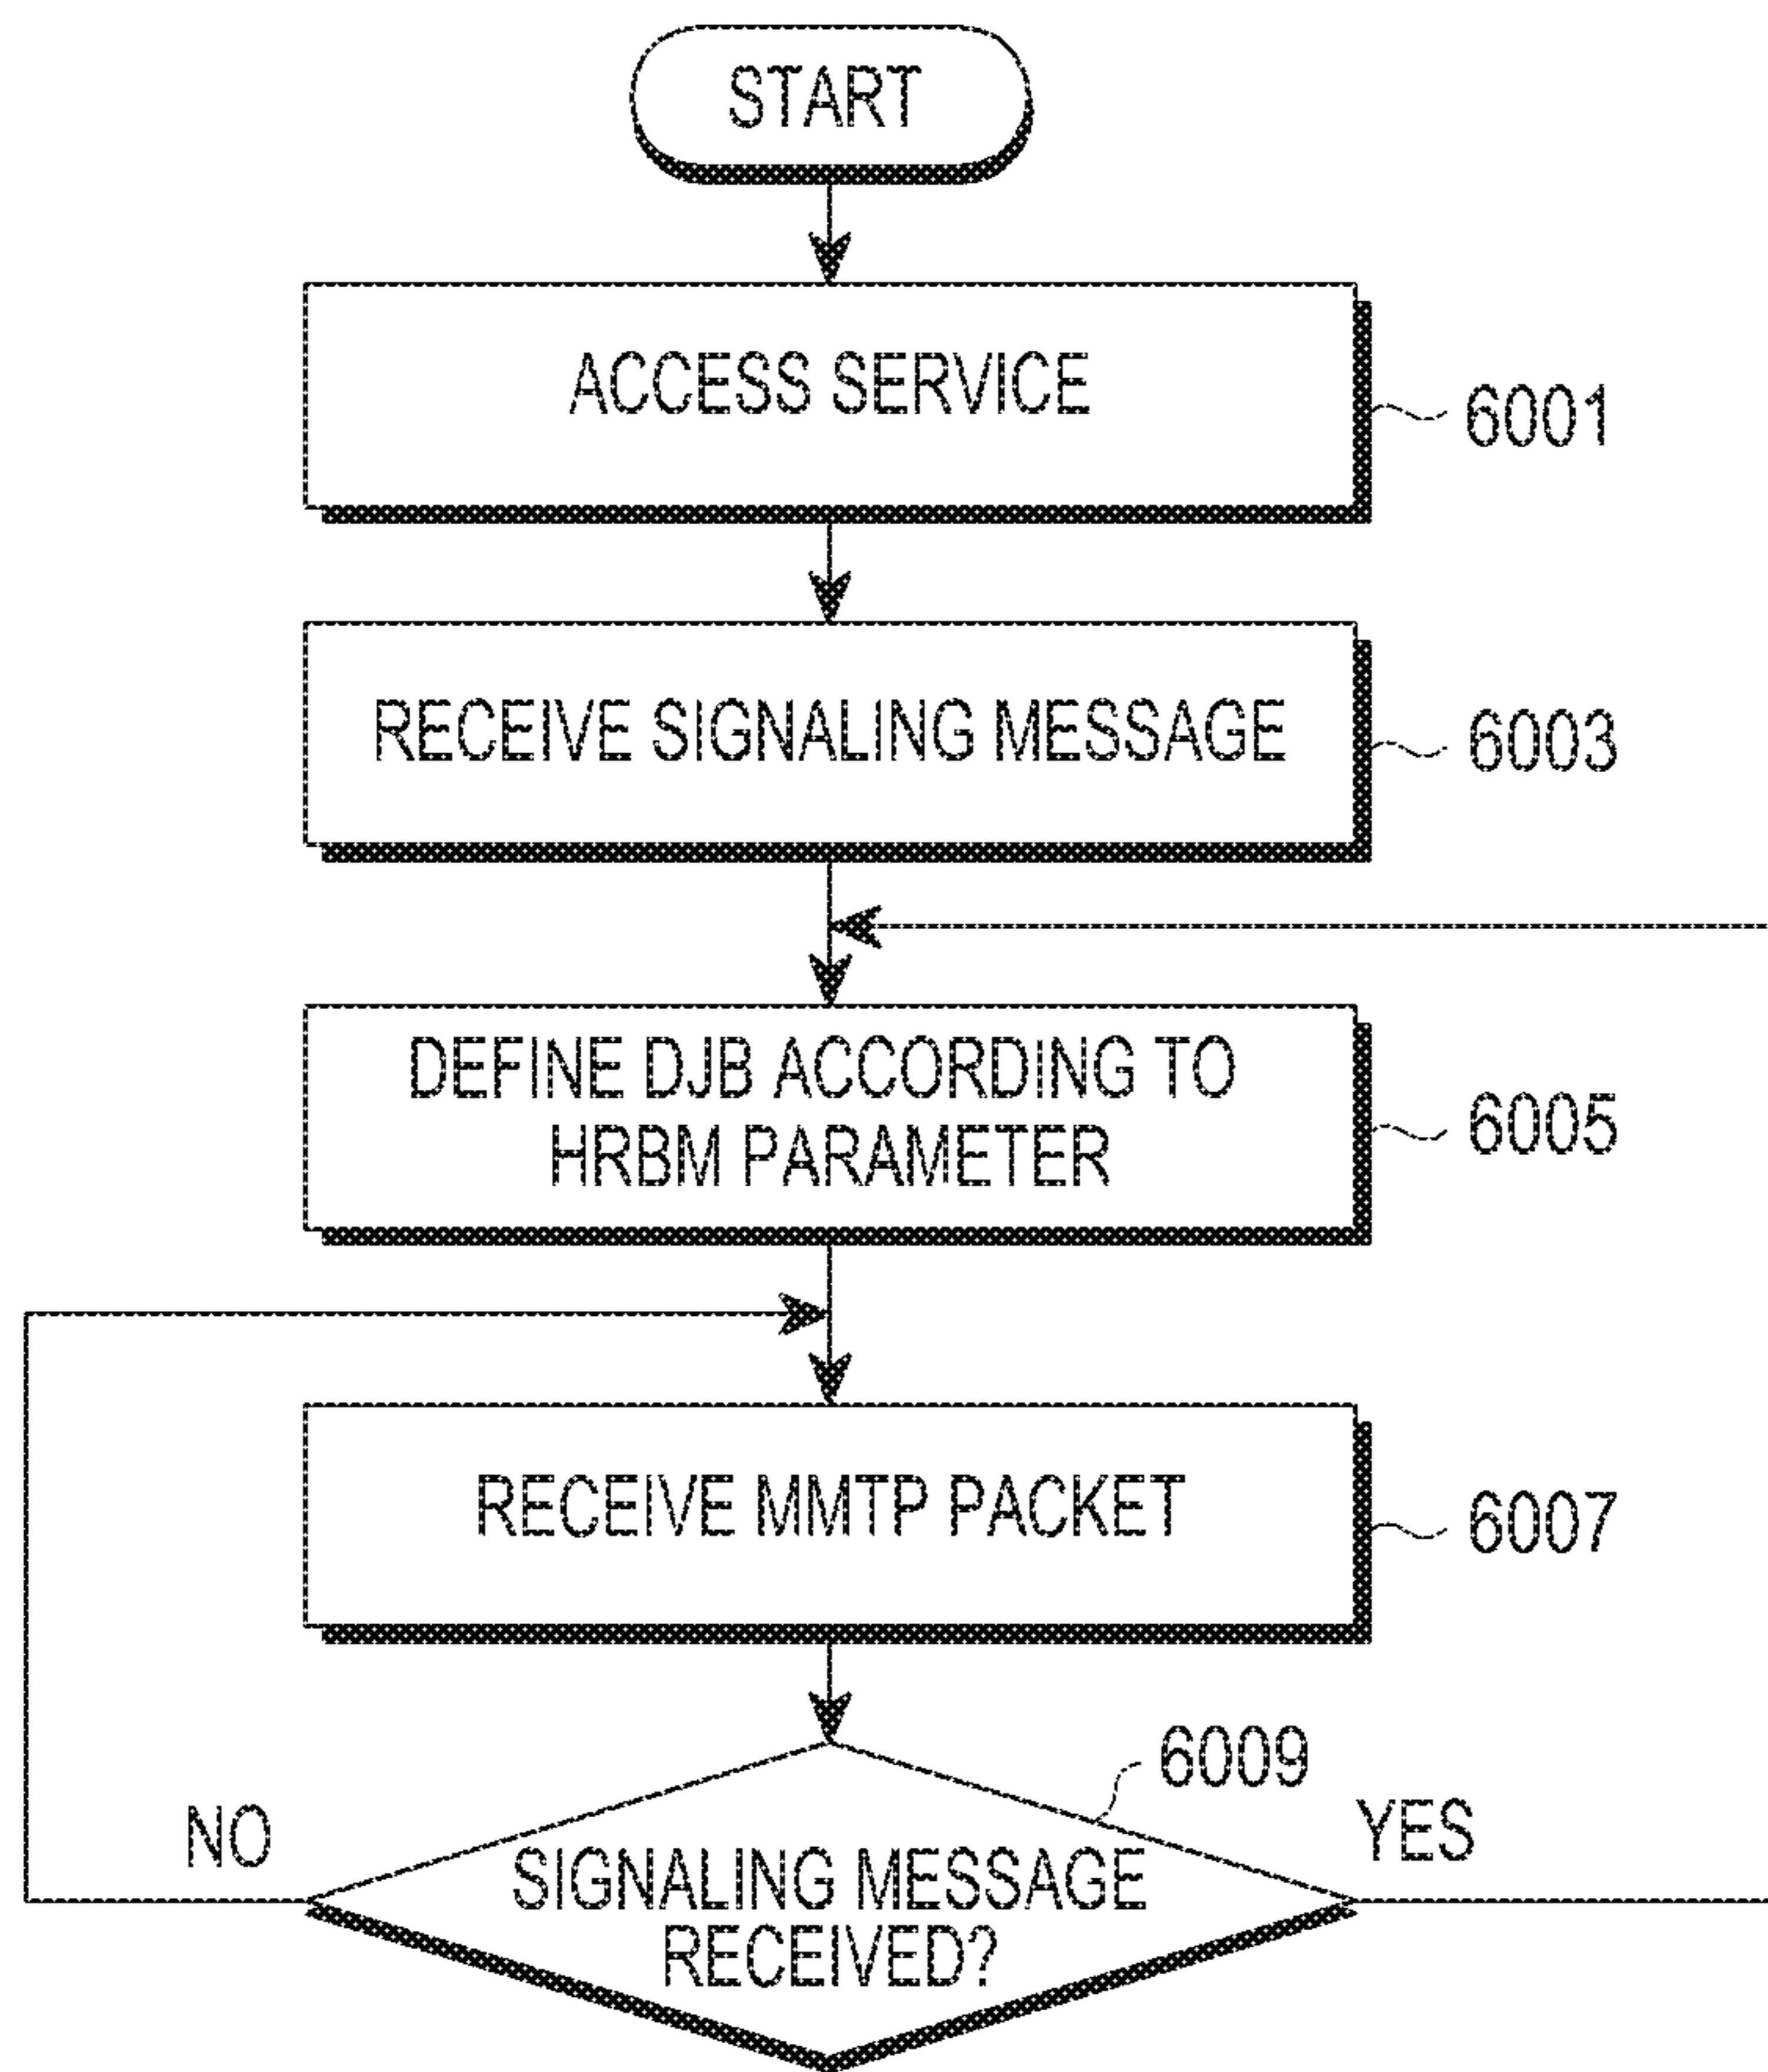 START
ACCESS SERVICE
6001
RECEIVE SIGNALING MESSAGE
6003
DEFINE DJB ACCORDING TO
HRBM PARAMETER
6005
RECEIVE MMTP PACKET
6007
6009
NO
YES
SIGNALING MESSAGE
RECEIVED?